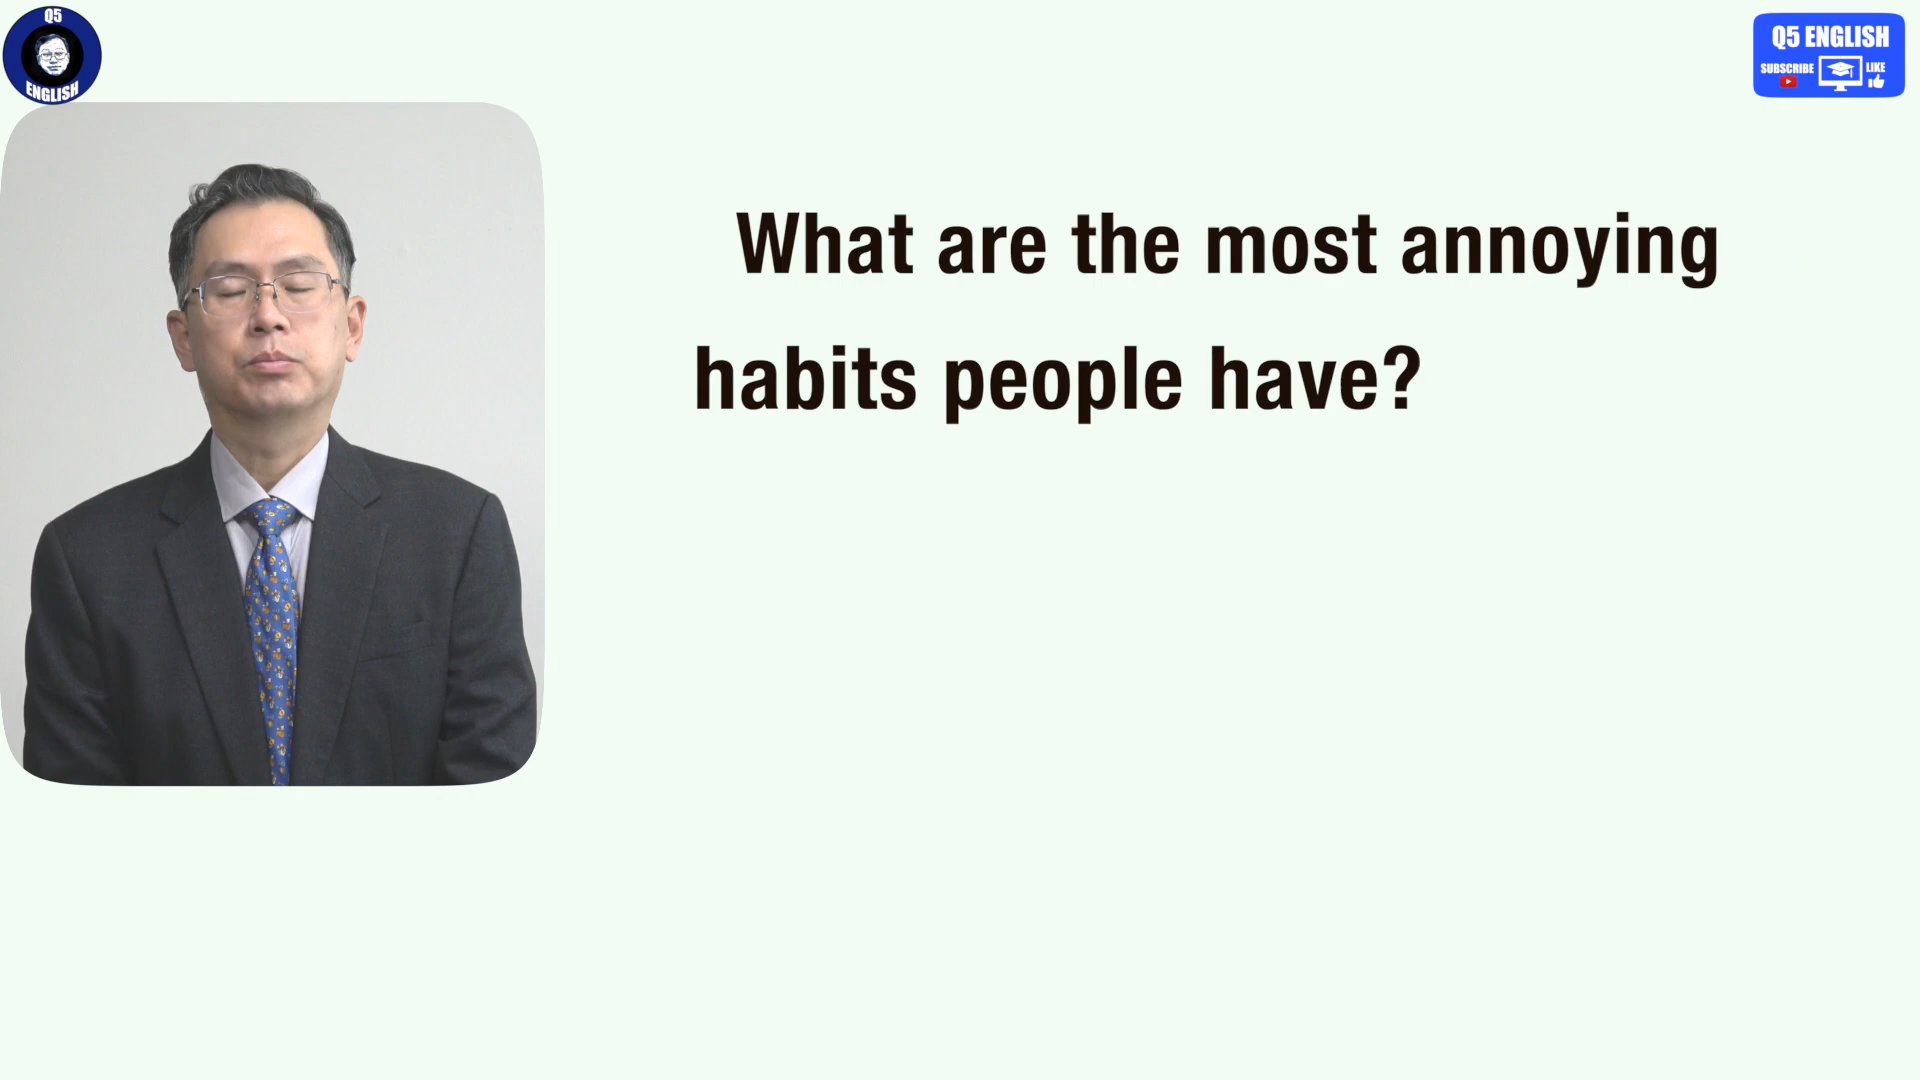 Q5
ENGLISH
Q5 ENGLISH
SUBSCRIBE
LIKE
What are the most annoying
habits people have?